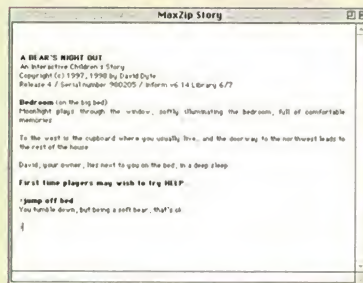 MaxZip Story
A BEAR'S NIGHT OUT
An Interactive Children's Story
Copyright (c) 1997, 1998 by David Dyte
Release 4 / Serial number 980205 / Inform v6.14 Library 6/7
Bedroom (on the big bed)
Moonlight plays through the window, softly illuminating the bedroom, full of comfortable
memories
To the west is the cupboard where you usually live, and the doorway to the northwest leads to
the rest of the house
David, your owner, lies next to you on the bed, in a deep sleep
First time players may wish to try HELP
>jump off bed
You tumble down, but being a soft bear, that's ok
>